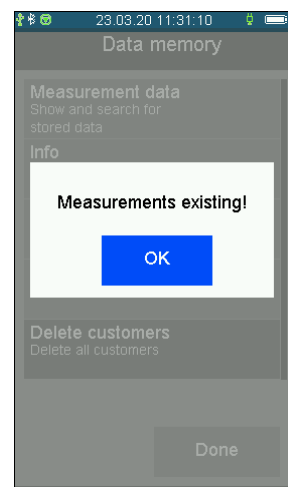 23.03.20 11:31:10
Data memory
Measurement data
Show and search for
stored data
Info
Measurements existing!
OK
Delete customers
Delete all customers
Done